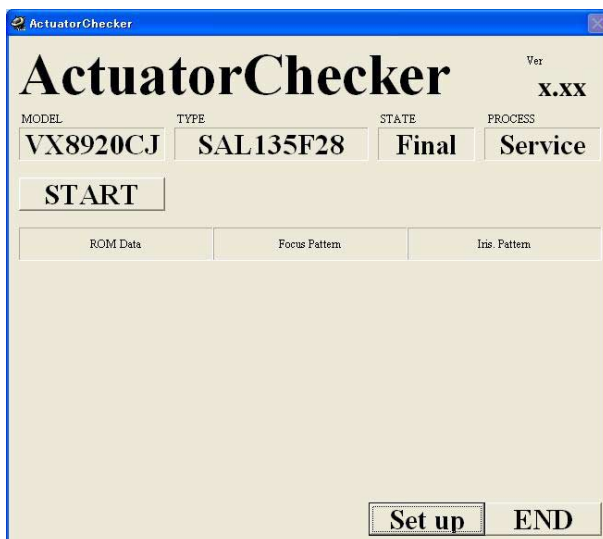 ActuatorChecker
ActuatorChecker
Ver
x.xx
MODEL TYPE STATE PROCESS
VX8920CJ SAL135F28 Final Service
START
ROM Data Focus Pattern Iris. Pattern
Set up END